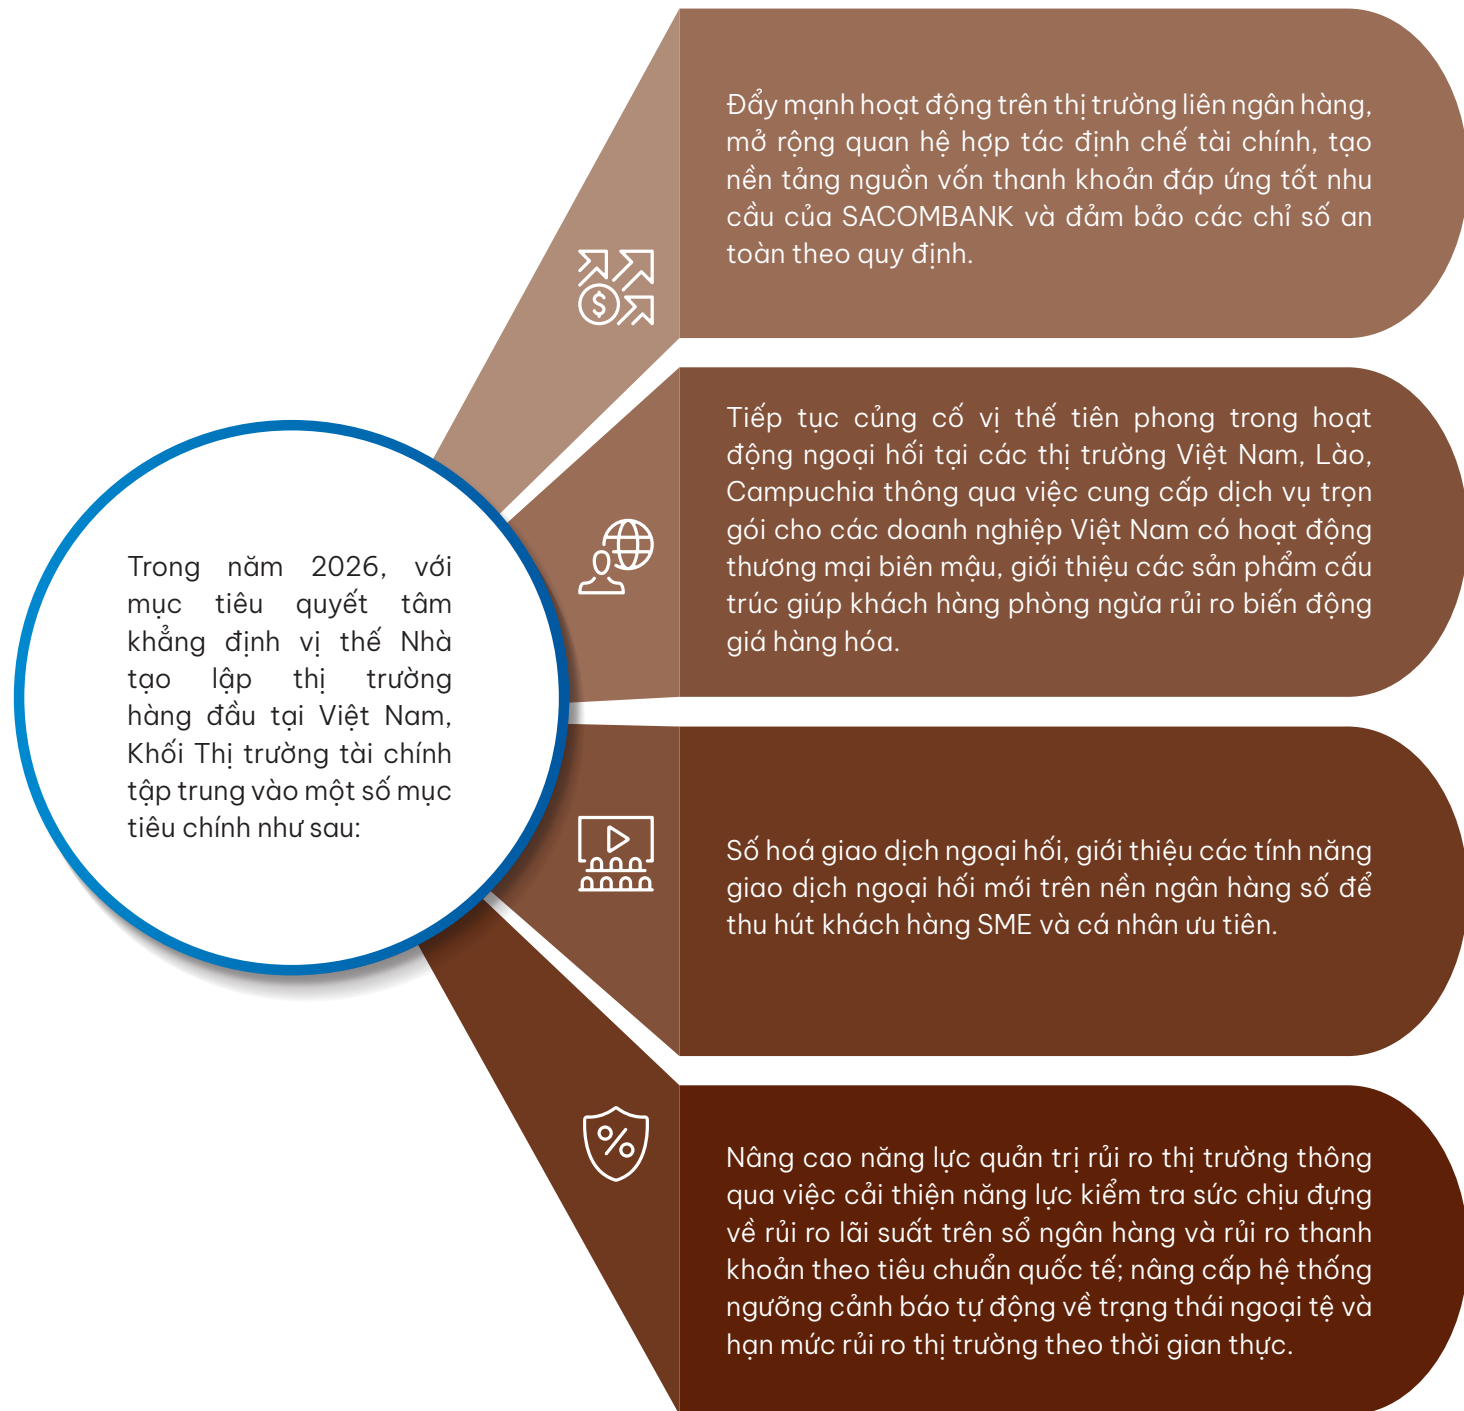 Trong năm 2026, với
mục tiêu quyết tâm
khẳng định vị thế Nhà
tạo lập thị trường
hàng đầu tại Việt Nam,
Khối Thị trường tài chính
tập trung vào một số mục
tiêu chính như sau:
Đẩy mạnh hoạt động trên thị trường liên ngân hàng,
mở rộng quan hệ hợp tác định chế tài chính, tạo
nền tảng nguồn vốn thanh khoản đáp ứng tốt nhu
cầu của SACOMBANK và đảm bảo các chỉ số an
toàn theo quy định.
Tiếp tục củng cố vị thế tiên phong trong hoạt
động ngoại hối tại các thị trường Việt Nam, Lào,
Campuchia thông qua việc cung cấp dịch vụ trọn
gói cho các doanh nghiệp Việt Nam có hoạt động
thương mại biên mậu, giới thiệu các sản phẩm cấu
trúc giúp khách hàng phòng ngừa rủi ro biến động
giá hàng hóa.
Số hoá giao dịch ngoại hối, giới thiệu các tính năng
giao dịch ngoại hối mới trên nền ngân hàng số để
thu hút khách hàng SME và cá nhân ưu tiên.
Nâng cao năng lực quản trị rủi ro thị trường thông
qua việc cải thiện năng lực kiểm tra sức chịu đựng
về rủi ro lãi suất trên sổ ngân hàng và rủi ro thanh
khoản theo tiêu chuẩn quốc tế; nâng cấp hệ thống
ngưỡng cảnh báo tự động về trạng thái ngoại tệ và
hạn mức rủi ro thị trường theo thời gian thực.